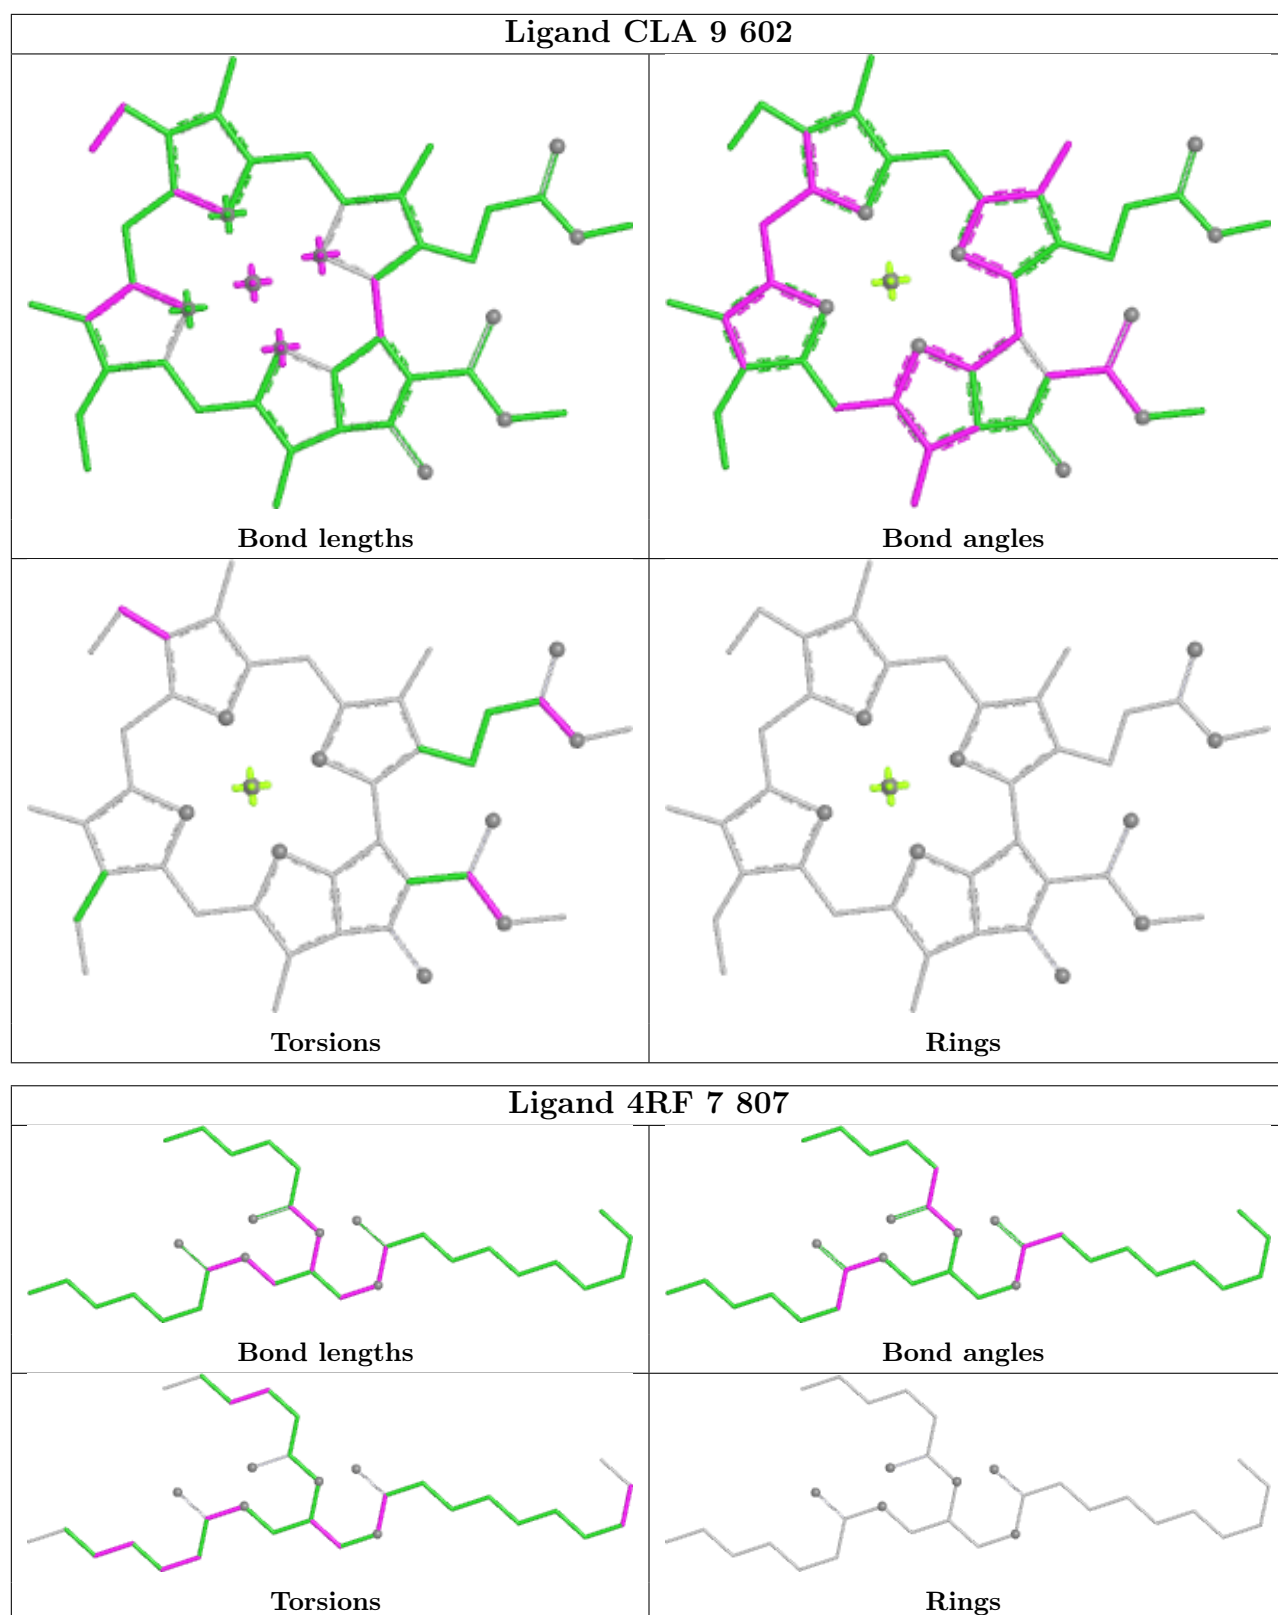 Ligand CLA 9 602
Bond lengths
Bond angles
Torsions
Rings
Ligand 4RF 7 807
Bond lengths
Bond angles
Torsions
Rings